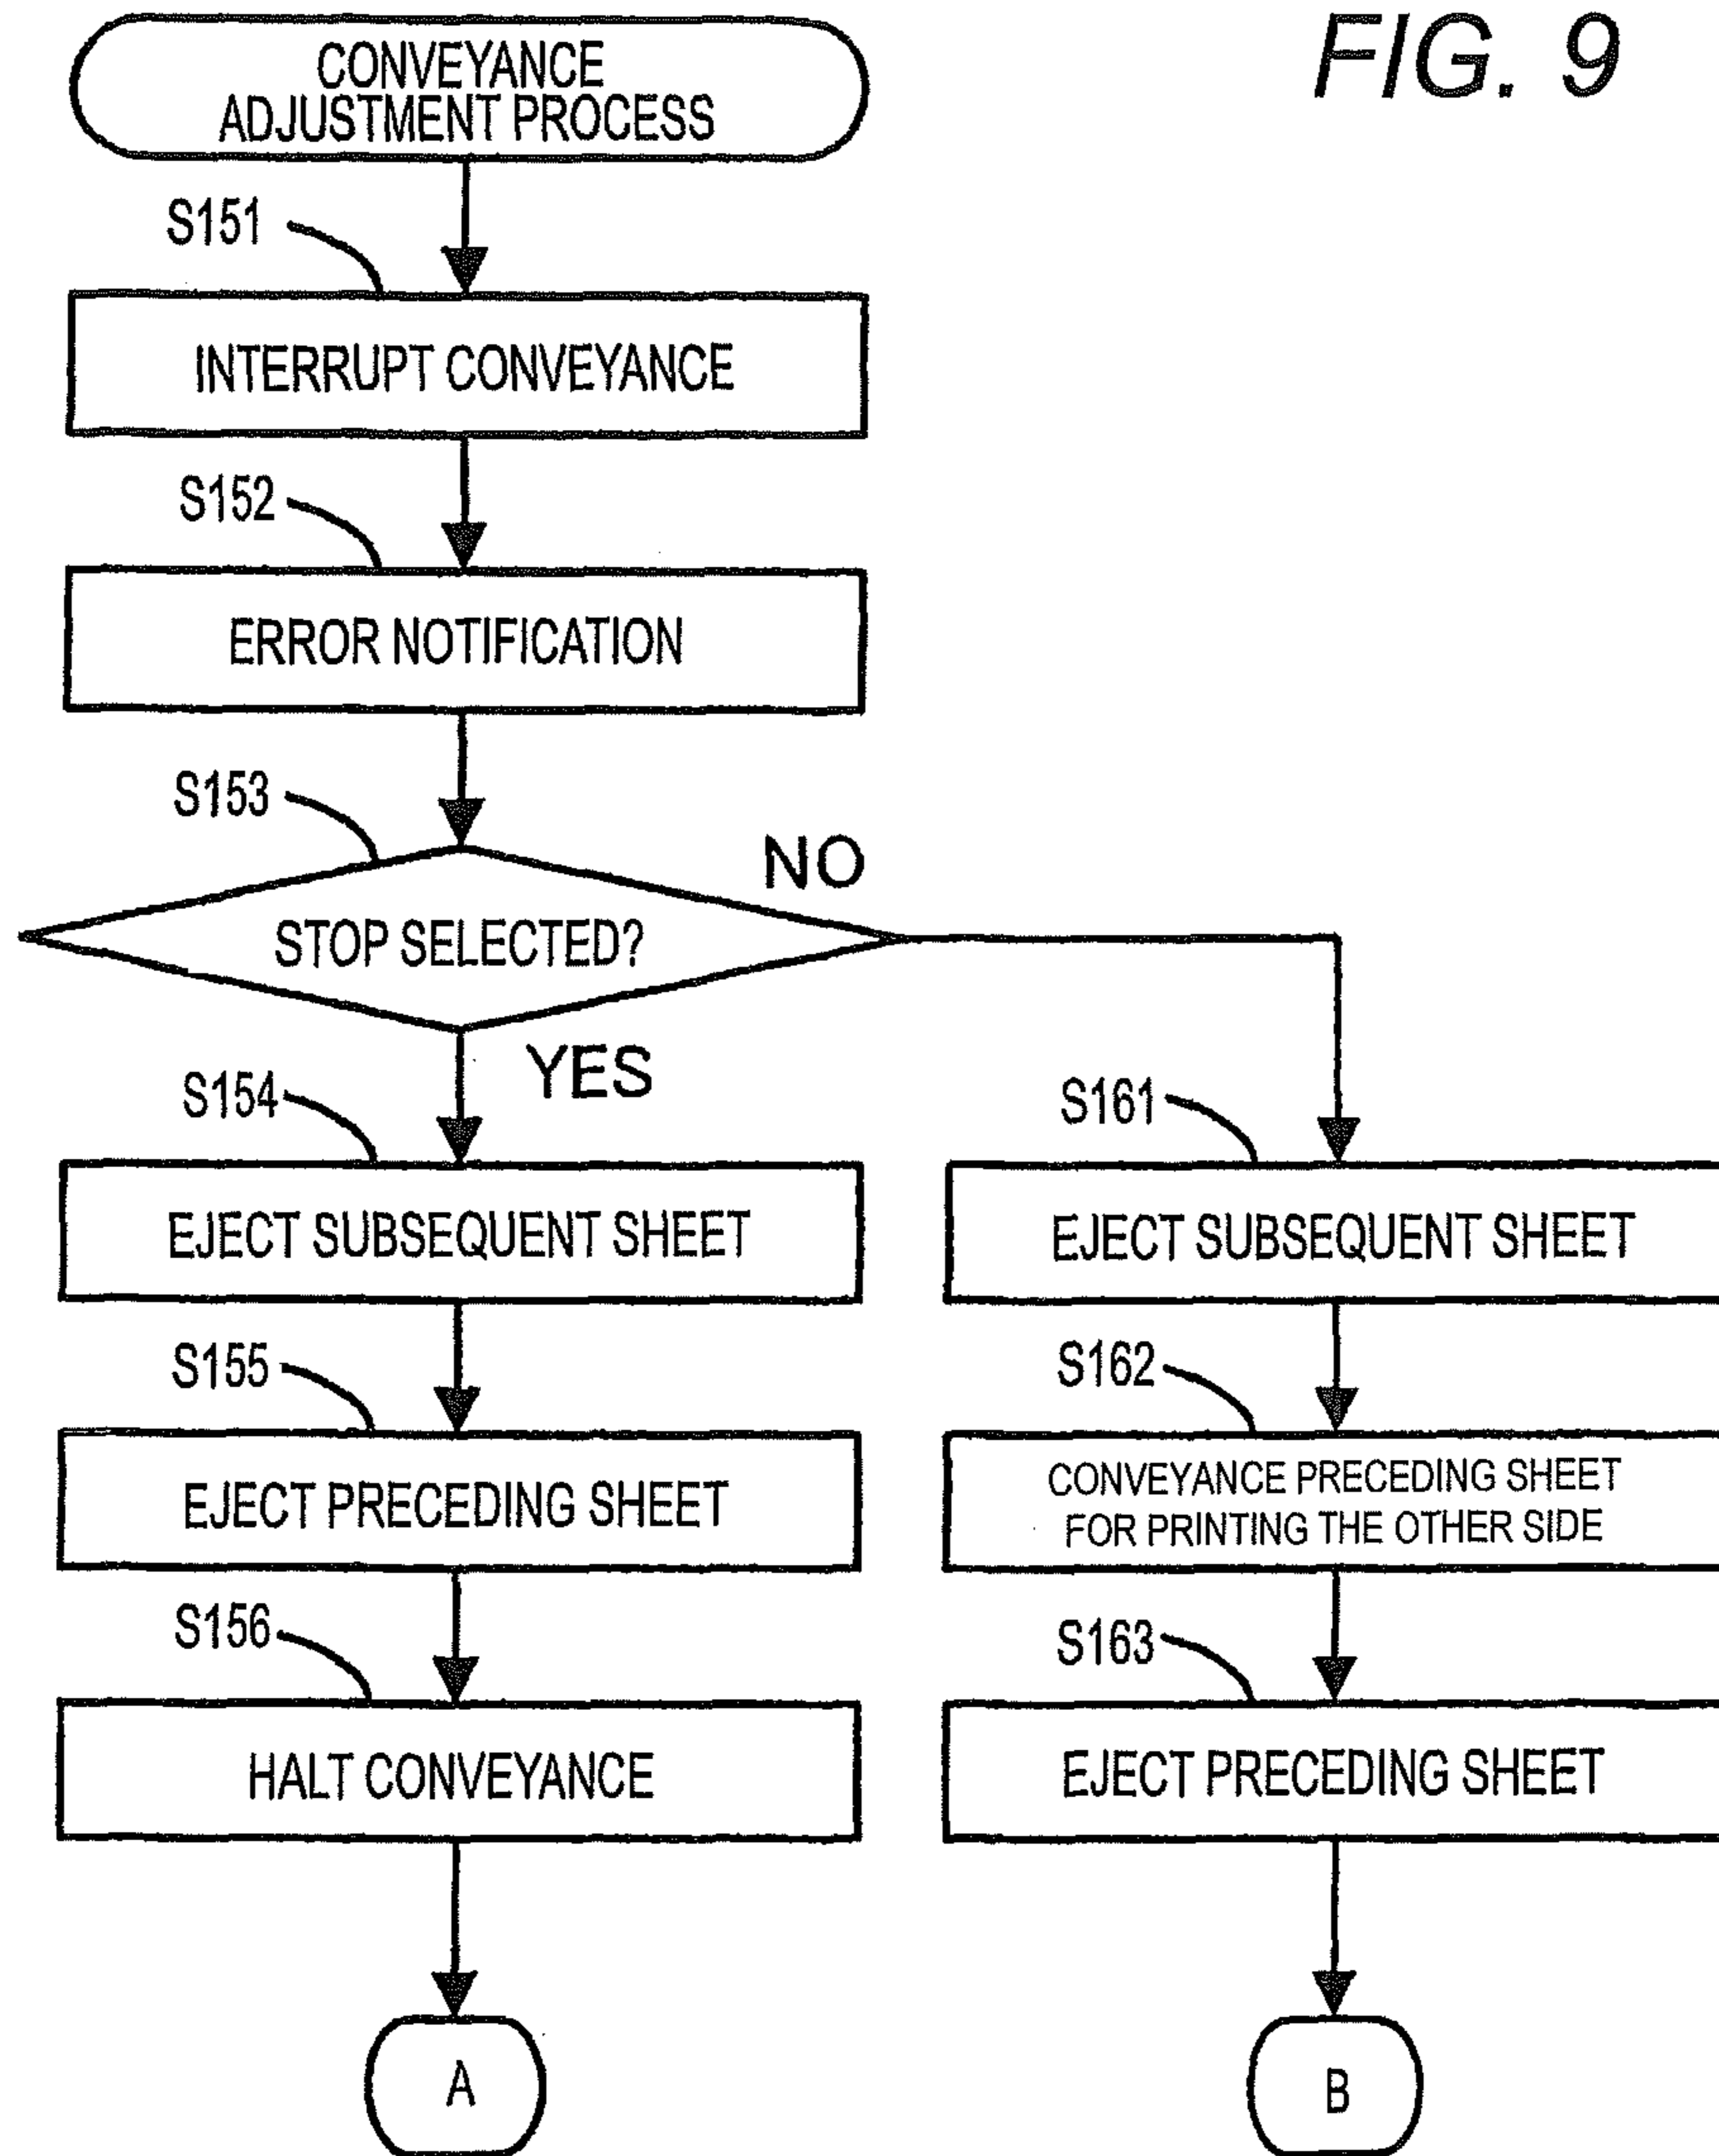 FIG. 9
CONVEYANCE
ADJUSTMENT PROCESS
S151
INTERRUPT CONVEYANCE
S152
ERROR NOTIFICATION
S153
STOP SELECTED?
NO
YES
S154
EJECT SUBSEQUENT SHEET
S155
EJECT PRECEDING SHEET
S156
HALT CONVEYANCE
A
S161
EJECT SUBSEQUENT SHEET
S162
CONVEYANCE PRECEDING SHEET
FOR PRINTING THE OTHER SIDE
S163
EJECT PRECEDING SHEET
B